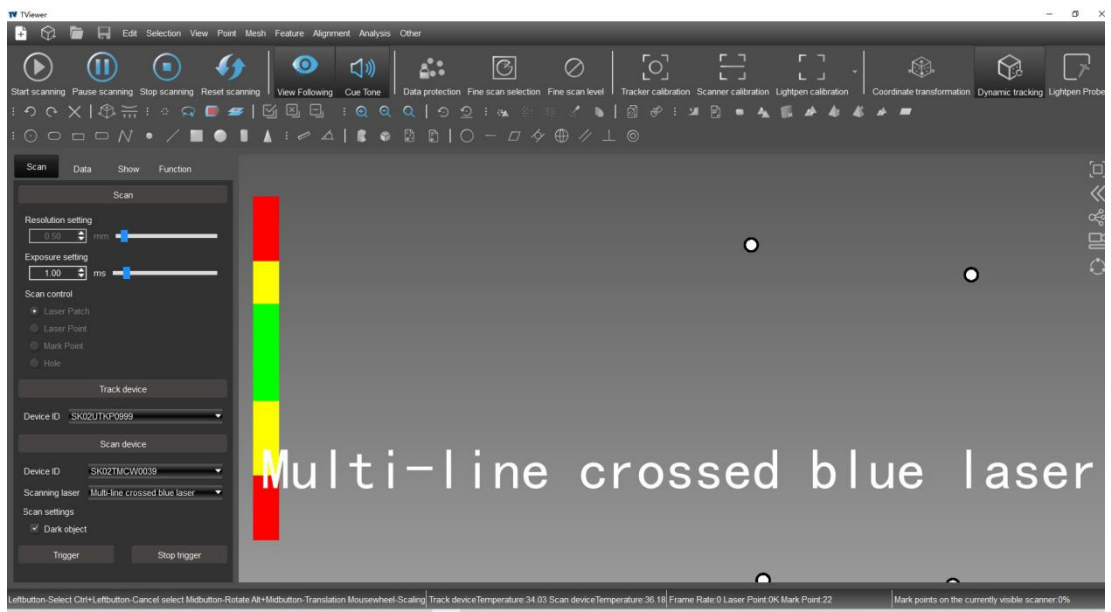 TViewer
Edit Selection View Point Mesh Feature Alignment Analysis Other
Start scanning Pause scanning Stop scanning Reset scanning View Following Cue Tone Data protection Fine scan selection Fine scan level Tracker calibration Scanner calibration Lightpen calibration Coordinate transformation Dynamic tracking Lightpen Probe
Scan Data Show Function
Scan
Resolution setting
0.50 mm
Exposure setting
1.00 ms
Scan control
Laser Patch
Laser Point
Mark Point
Hole
Track device
Device ID SK02UTKP0999
Scan device
Device ID SK02TMCW0039
Scanning laser Multi-line crossed blue laser
Scan settings
Dark object
Trigger Stop trigger
Multi-line crossed blue laser
Leftbutton-Select Ctrl+Leftbutton-Cancel select Midbutton-Rotate Alt+Midbutton-Translation Mousewheel-Scaling Track deviceTemperature:34.03 Scan deviceTemperature:36.18 Frame Rate:0 Laser Point:0K Mark Point:22 Mark points on the currently visible scanner:0%